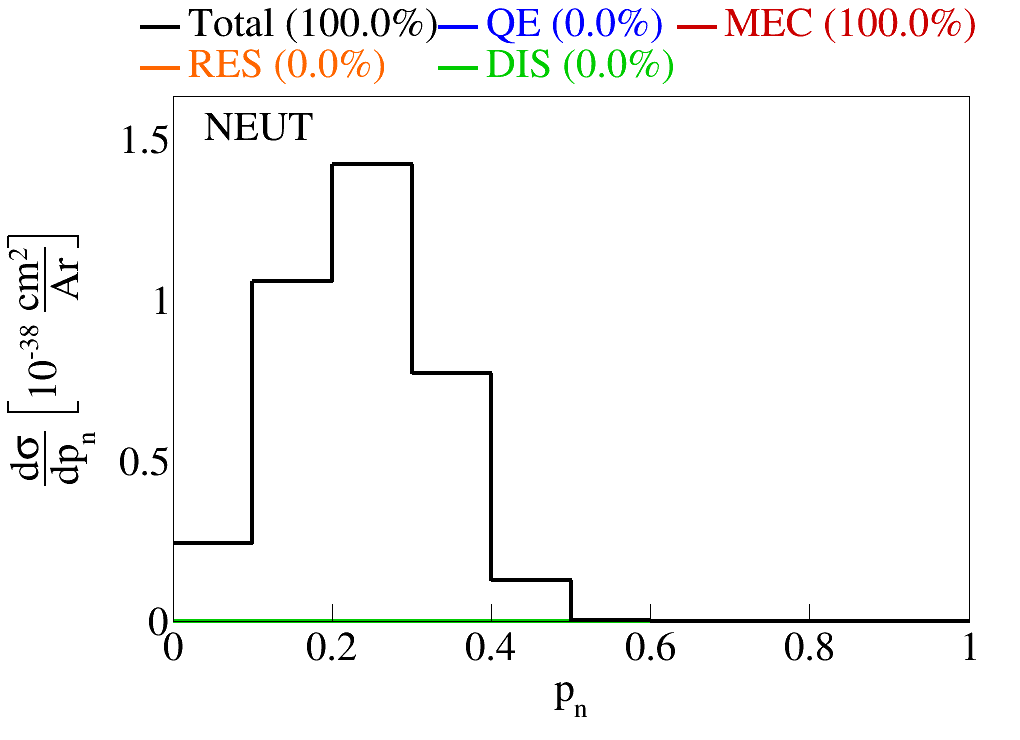 Total (100.0%) QE (0.0%) MEC (100.0%)
RES (0.0%) DIS (0.0%)
NEUT
1.5
1
0.5
0
dσ/dp_n [10^-38 cm^2/Ar]
0 0.2 0.4 0.6 0.8 1
p_n